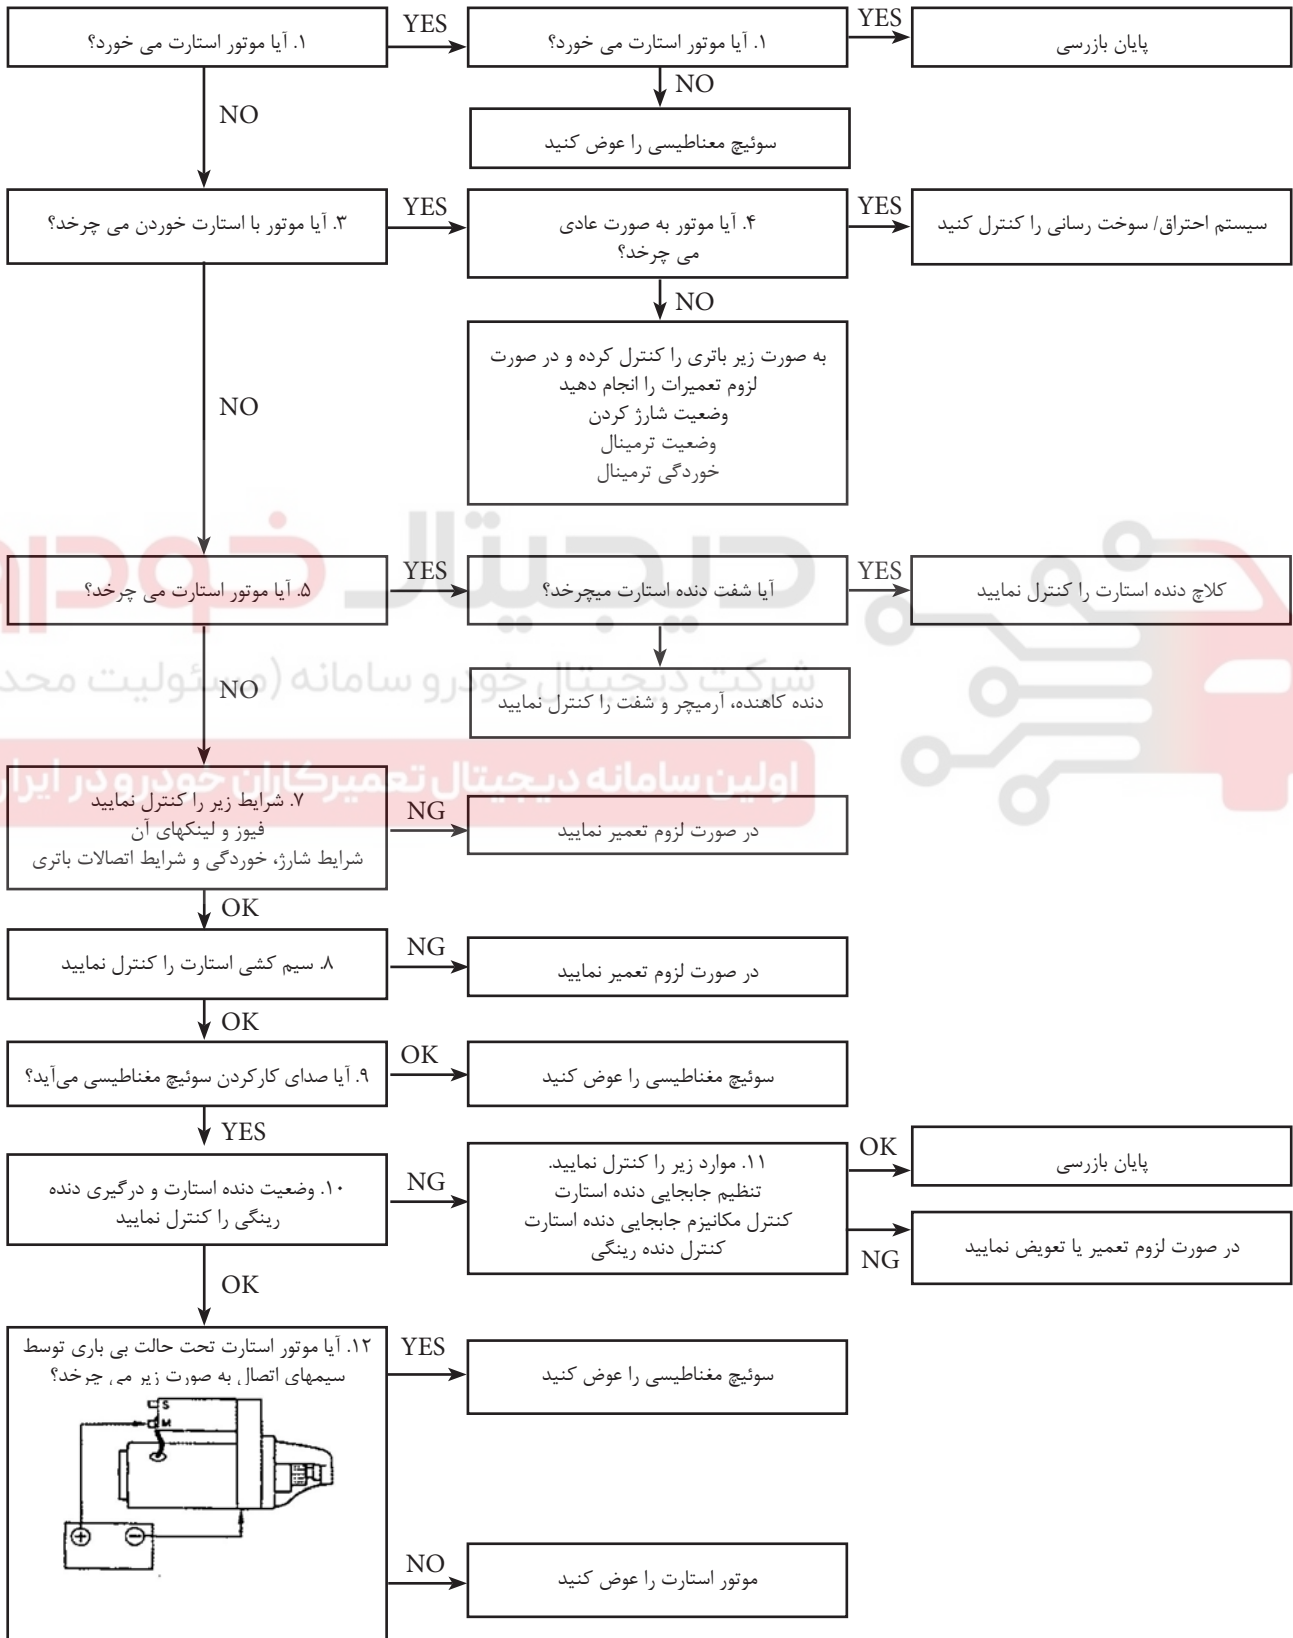 ۱. آیا موتور استارت می خورد؟
YES
۱. آیا موتور استارت می خورد؟
YES
پایان بازرسی
NO
NO
سوئیچ معناطیسی را عوض کنید
۳. آیا موتور با استارت خوردن می چرخد؟
YES
۴. آیا موتور به صورت عادی
می چرخد؟
YES
سیستم احتراق/ سوخت رسانی را کنترل کنید
NO
NO
به صورت زیر باتری را کنترل کرده و در صورت
لزوم تعمیرات را انجام دهید
وضعیت شارژ کردن
وضعیت ترمینال
خوردگی ترمینال
دیجیتال خودرو
۵. آیا موتور استارت می چرخد؟
YES
آیا شفت دنده استارت میچرخد؟
YES
کلاچ دنده استارت را کنترل نمایید
شرکت دیجیتال خودرو سامانه (مسئولیت محد
NO
دنده کاهنده، آرمیچر و شفت را کنترل نمایید
اولین سامانه دیجیتال تعمیرکاران خودرو در ایران
۷. شرایط زیر را کنترل نمایید
فیوز و لینکهای آن
شرایط شارژ، خوردگی و شرایط اتصالات باتری
NG
در صورت لزوم تعمیر نمایید
OK
۸. سیم کشی استارت را کنترل نمایید
NG
در صورت لزوم تعمیر نمایید
OK
۹. آیا صدای کارکردن سوئیچ مغناطیسی می‌آید؟
OK
سوئیچ مغناطیسی را عوض کنید
YES
۱۰. وضعیت دنده استارت و درگیری دنده
رینگی را کنترل نمایید
NG
۱۱. موارد زیر را کنترل نمایید.
تنظیم جابجایی دنده استارت
کنترل مکانیزم جابجایی دنده استارت
کنترل دنده رینگی
OK
پایان بازرسی
NG
در صورت لزوم تعمیر یا تعویض نمایید
OK
۱۲. آیا موتور استارت تحت حالت بی باری توسط
سیمهای اتصال به صورت زیر می چرخد؟
YES
سوئیچ مغناطیسی را عوض کنید
S
M
+
−
NO
موتور استارت را عوض کنید